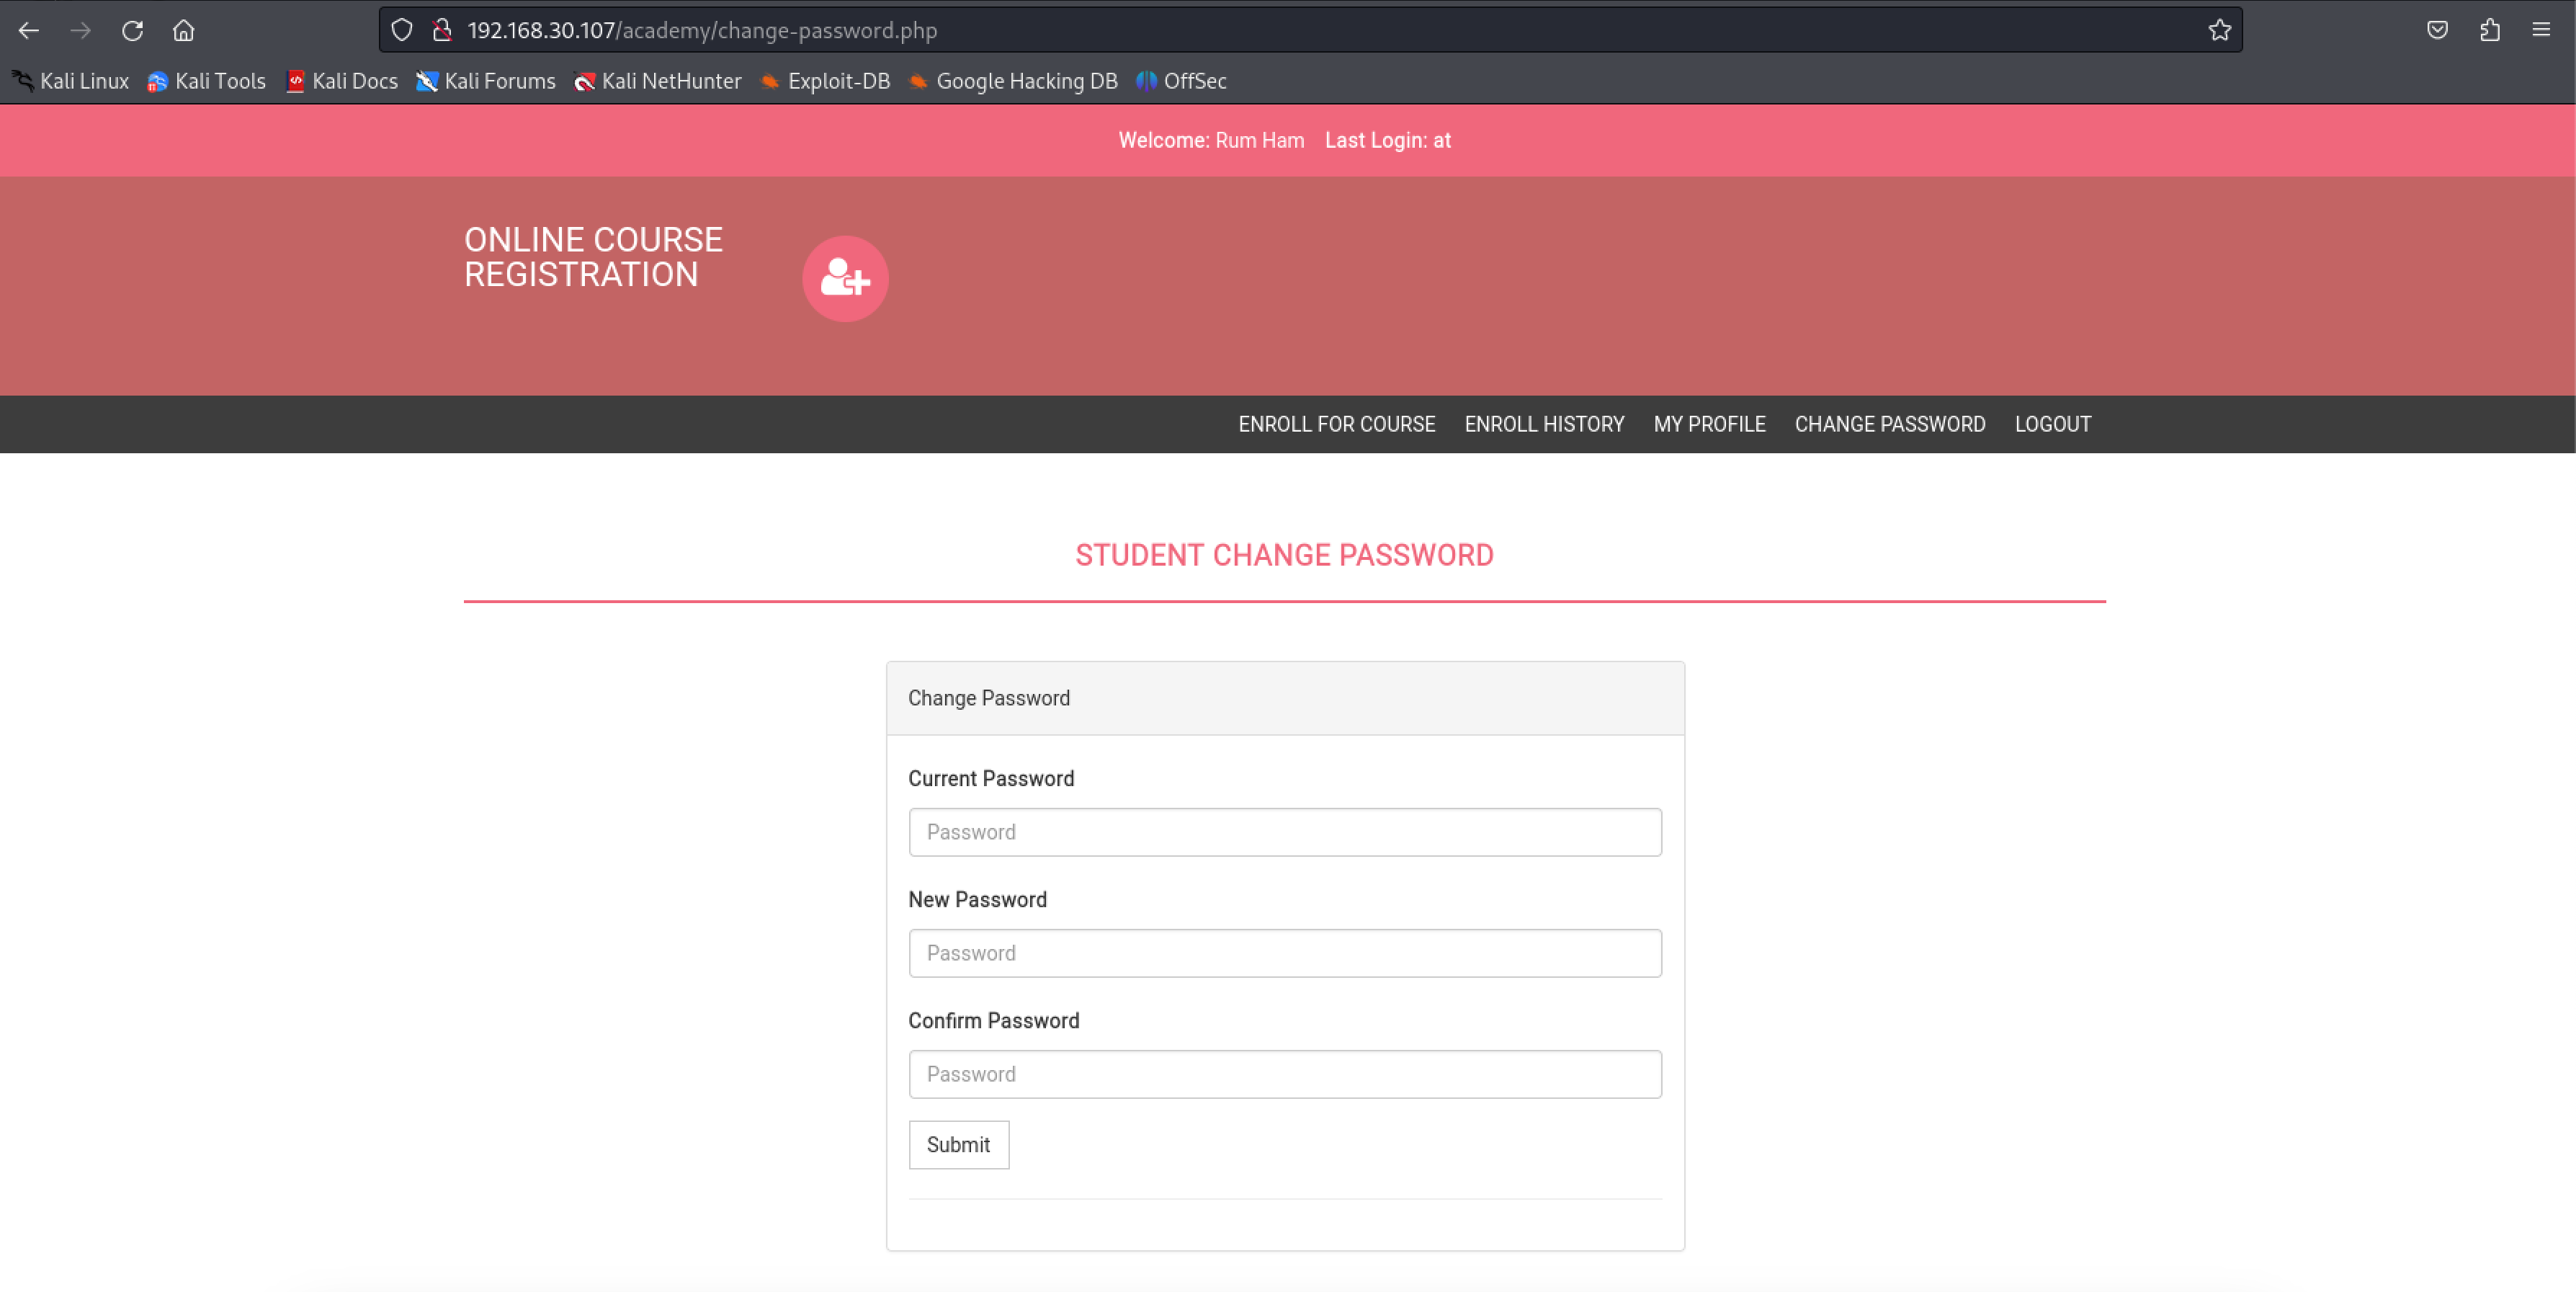 192.168.30.107/academy/change-password.php
Kali Linux Kali Tools Kali Docs Kali Forums Kali NetHunter Exploit-DB Google Hacking DB OffSec
Welcome: Rum Ham Last Login: at
ONLINE COURSE
REGISTRATION
ENROLL FOR COURSE ENROLL HISTORY MY PROFILE CHANGE PASSWORD LOGOUT
STUDENT CHANGE PASSWORD
Change Password
Current Password
Password
New Password
Password
Confirm Password
Password
Submit